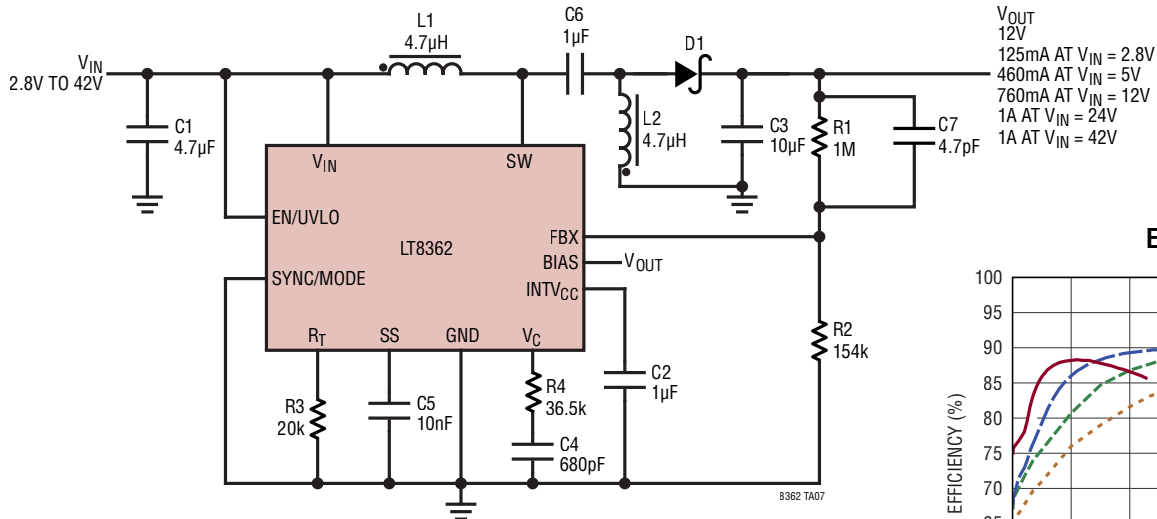 L1
4.7µH
C6
1µF
D1
VIN
2.8V TO 42V
VOUT
12V
125mA AT VIN = 2.8V
460mA AT VIN = 5V
760mA AT VIN = 12V
1A AT VIN = 24V
1A AT VIN = 42V
C1
4.7µF
L2
4.7µH
C3
10µF
R1
1M
C7
4.7pF
VIN
SW
EN/UVLO
LT8362
FBX
BIAS
VOUT
SYNC/MODE
INTVCC
RT
SS
GND
VC
R2
154k
R3
20k
C5
10nF
R4
36.5k
C4
680pF
C2
1µF
8362 TA07
E
EFFICIENCY (%)
100
95
90
85
80
75
70